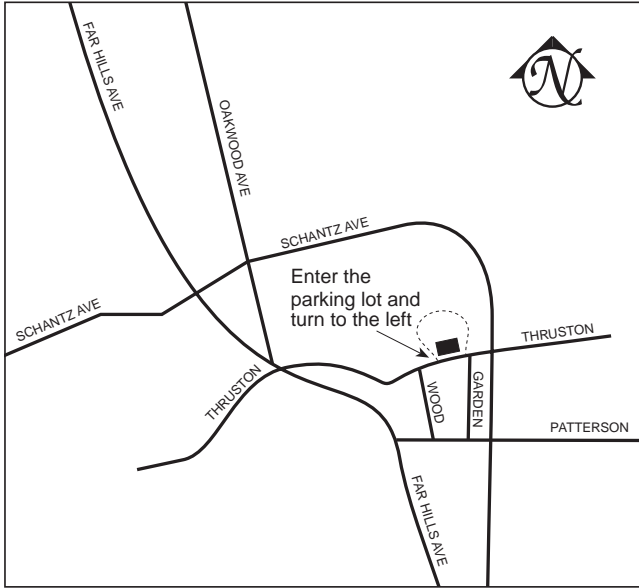 FAR HILLS AVE
OAKWOOD AVE
N
SCHANTZ AVE
Enter the
parking lot and
turn to the left
SCHANTZ AVE
THRUSTON
THRUSTON
WOOD
GARDEN
PATTERSON
FAR HILLS AVE